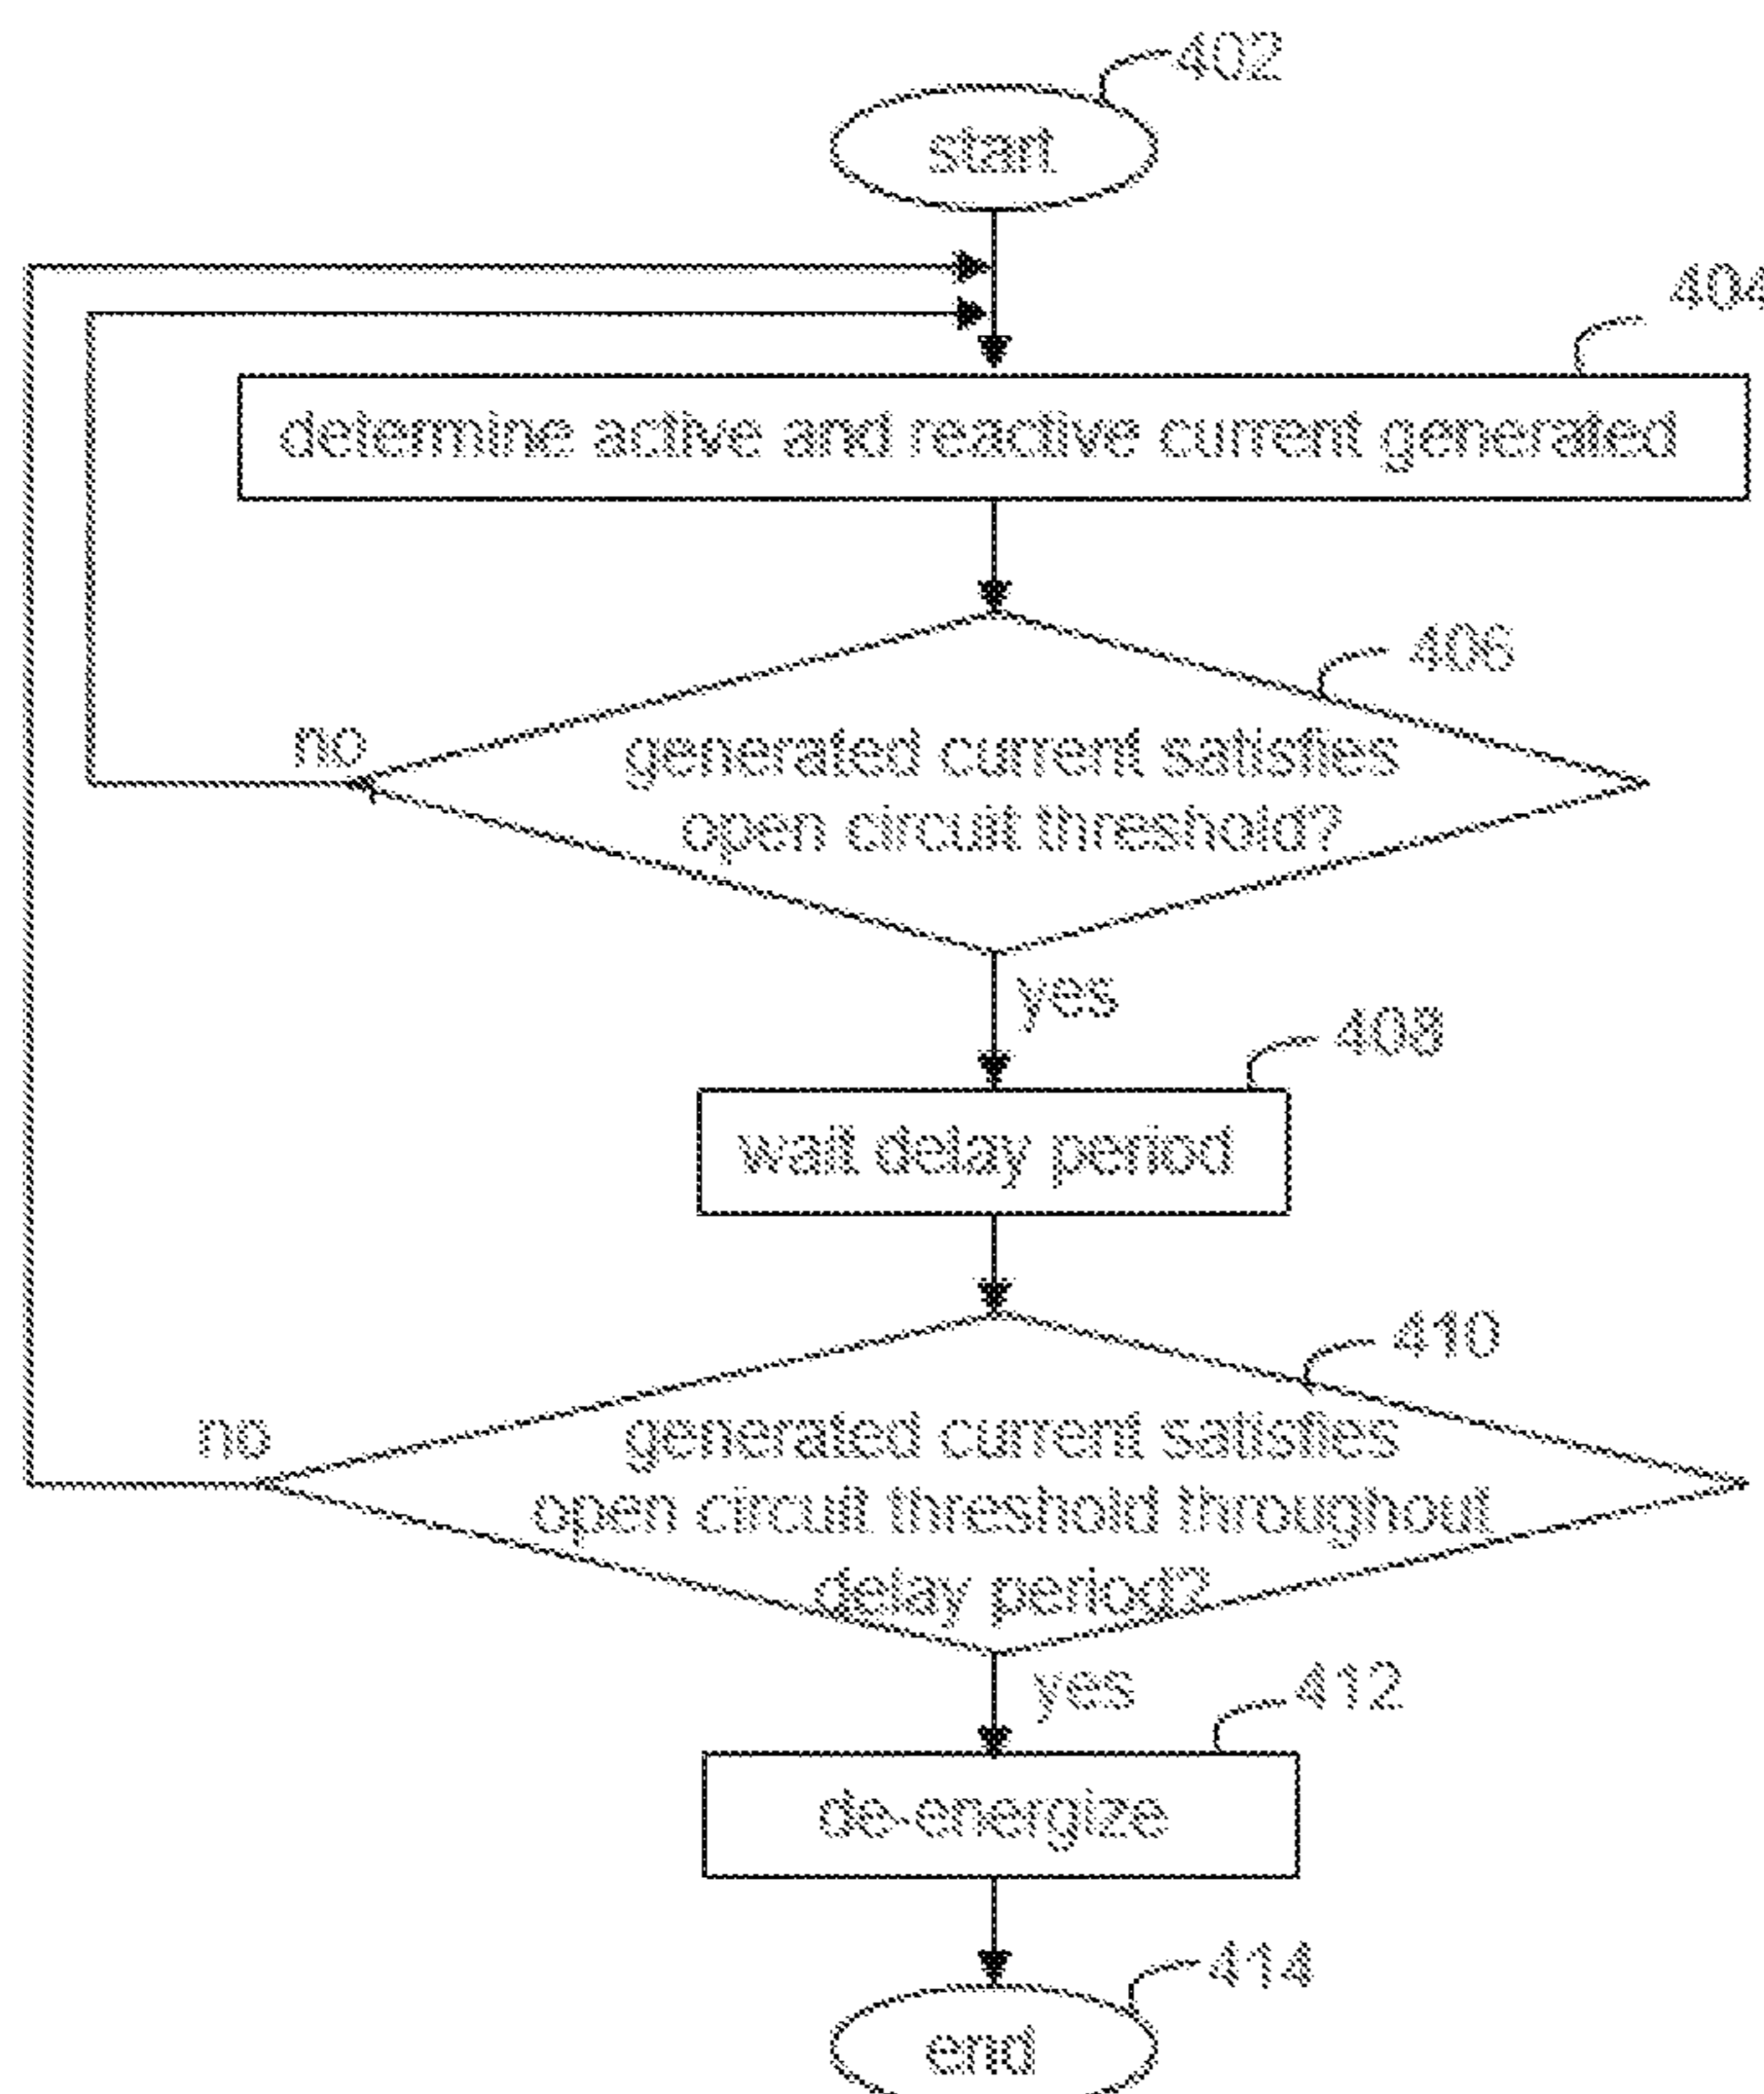 402
start
404
determine active and reactive current generated
406
no
generated current satisfies
open circuit threshold?
yes
408
wait delay period
410
no
generated current satisfies
open circuit threshold throughout
delay period?
yes
412
de-energize
414
end